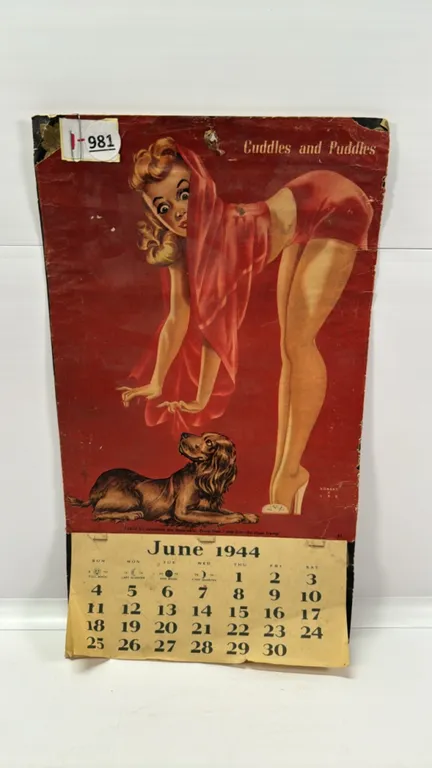 981
Cuddles and Puddles
June 1944
SUN MON TUE WED THU FRI SAT
1 2 3
4 5 6 7 8 9 10
11 12 13 14 15 16 17
18 19 20 21 22 23 24
25 26 27 28 29 30